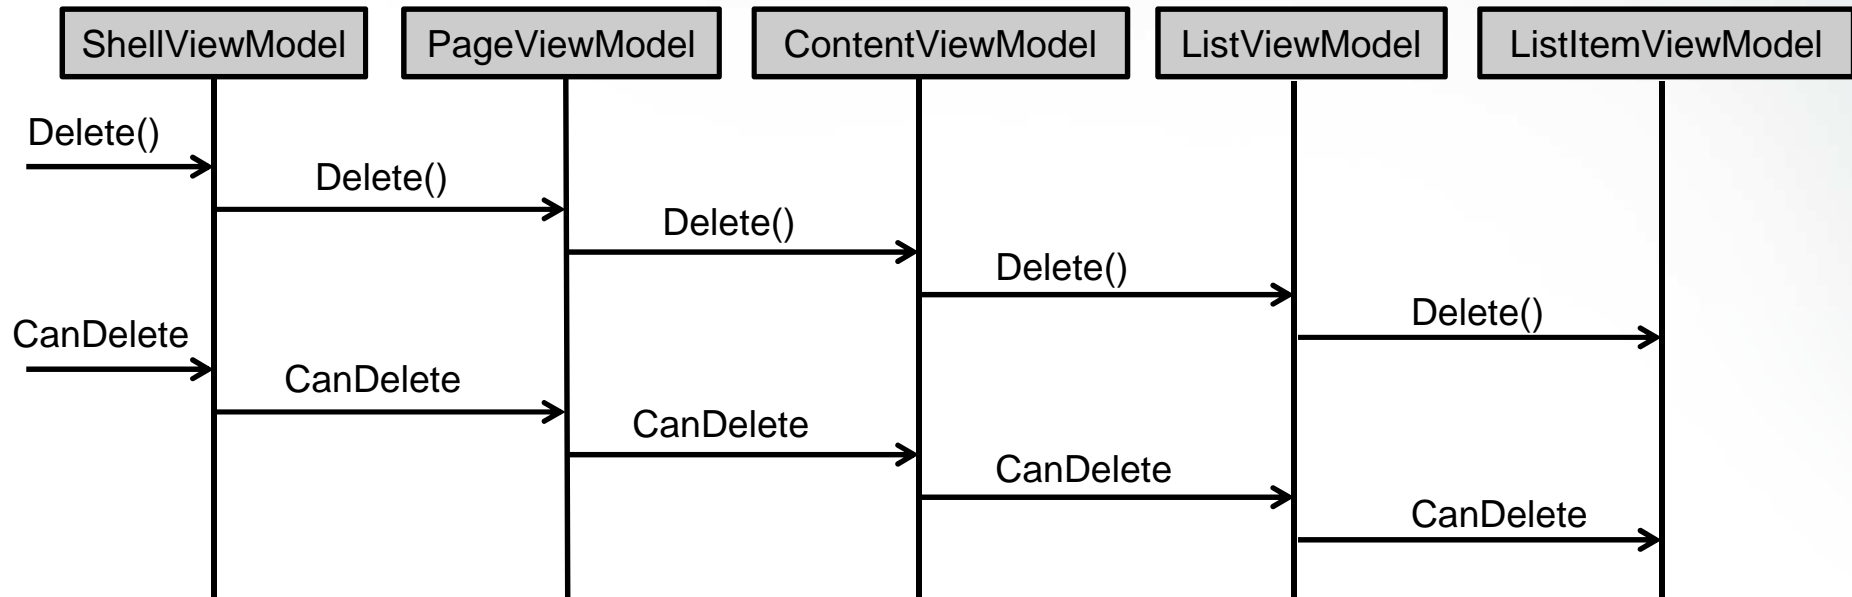 ShellViewModel
PageViewModel
ContentViewModel
ListViewModel
ListItemViewModel
Delete()
Delete()
Delete()
Delete()
Delete()
CanDelete
CanDelete
CanDelete
CanDelete
CanDelete